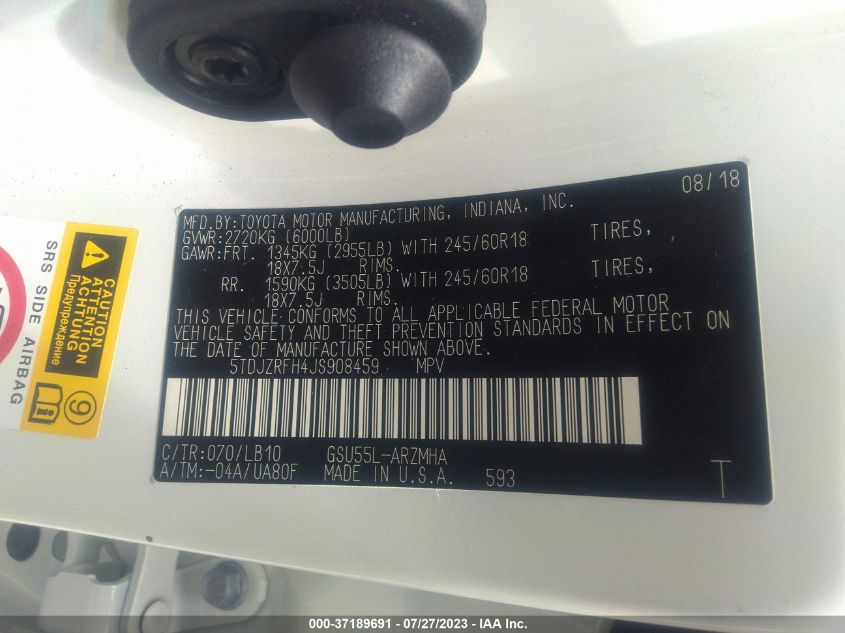 08/18
MFD.BY:TOYOTA MOTOR MANUFACTURING, INDIANA, INC.
GVWR:2720KG (6000LB)
GAWR:FRT. 1345KG (2955LB) WITH 245/60R18 TIRES,
18X7.5J RIMS.
RR. 1590KG (3505LB) WITH 245/60R18 TIRES,
18X7.5J RIMS.
THIS VEHICLE CONFORMS TO ALL APPLICABLE FEDERAL MOTOR
VEHICLE SAFETY AND THEFT PREVENTION STANDARDS IN EFFECT ON
THE DATE OF MANUFACTURE SHOWN ABOVE.
5TDJZRFH4JS908459 MPV
C/TR:070/LB10 GSU55L-ARZMHA
A/TM:-04A/UA80F MADE IN U.S.A. 593 T
SRS SIDE AIRBAG
CAUTION
ATTENTION
ACHTUNG
Предупреждение
9
000-37189691 - 07/27/2023 - IAA Inc.